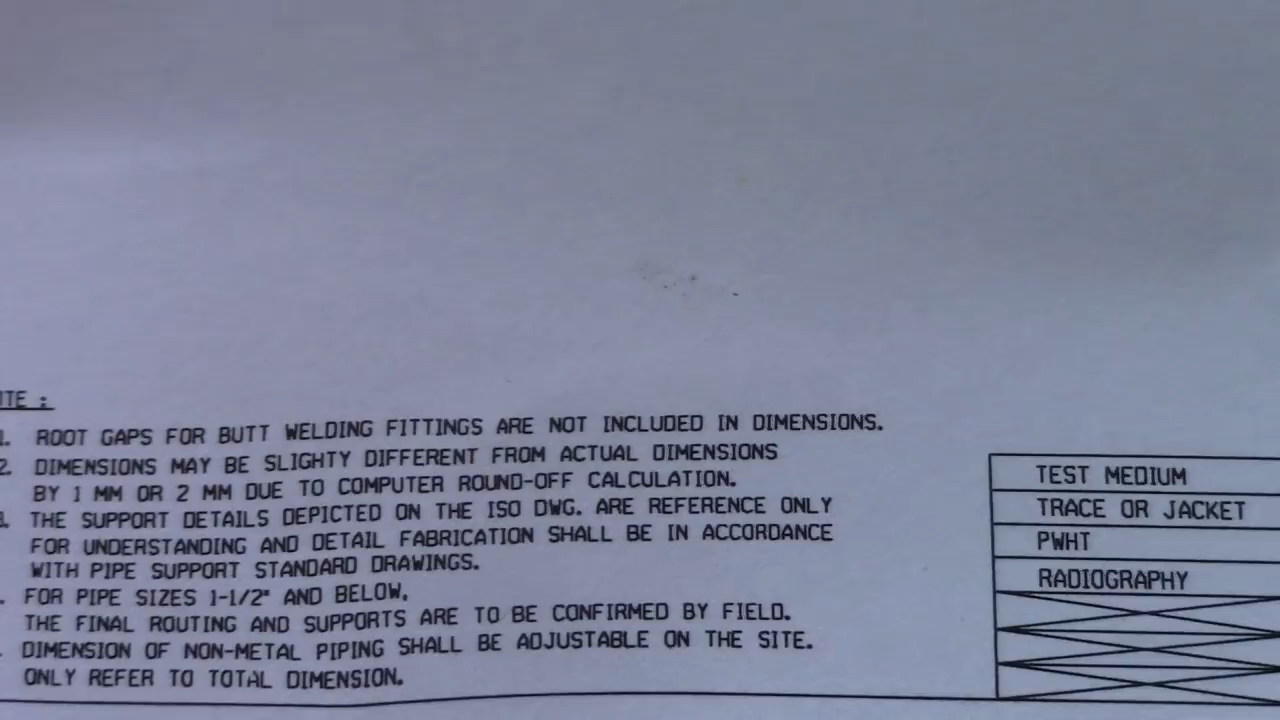 TE :
1. ROOT GAPS FOR BUTT WELDING FITTINGS ARE NOT INCLUDED IN DIMENSIONS.
2. DIMENSIONS MAY BE SLIGHTY DIFFERENT FROM ACTUAL DIMENSIONS
BY 1 MM OR 2 MM DUE TO COMPUTER ROUND-OFF CALCULATION.
3. THE SUPPORT DETAILS DEPICTED ON THE ISO DWG. ARE REFERENCE ONLY
FOR UNDERSTANDING AND DETAIL FABRICATION SHALL BE IN ACCORDANCE
WITH PIPE SUPPORT STANDARD DRAWINGS.
. FOR PIPE SIZES 1-1/2" AND BELOW.
THE FINAL ROUTING AND SUPPORTS ARE TO BE CONFIRMED BY FIELD.
. DIMENSION OF NON-METAL PIPING SHALL BE ADJUSTABLE ON THE SITE.
ONLY REFER TO TOTAL DIMENSION.
TEST MEDIUM
TRACE OR JACKET
PWHT
RADIOGRAPHY